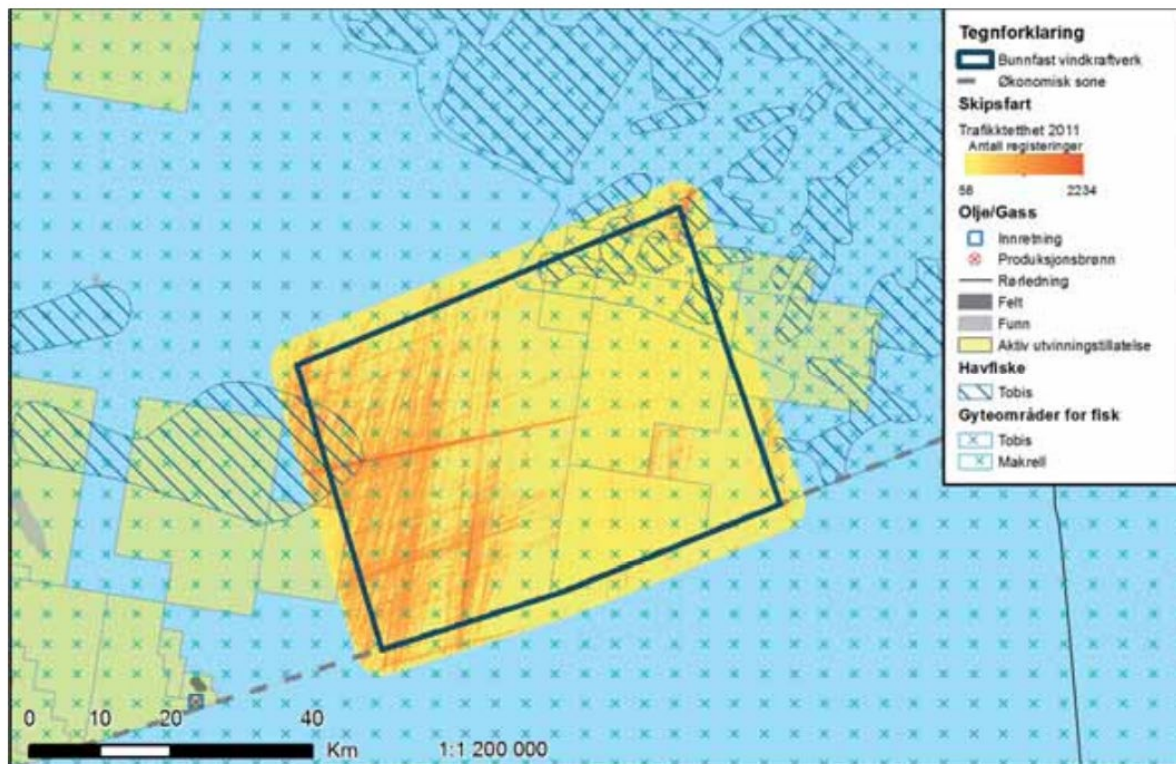 Tegnforklaring
Bunnfast vindkraftverk
Økonomisk sone
Skipsfart
Trafikktetthet 2011
Antall registeringer
58 2234
Olje/Gass
Innretning
Produksjonsbrønn
Rørledning
Felt
Funn
Aktiv utvinningstillatelse
Havfiske
Tobis
Gyteområder for fisk
Tobis
Makrell
0 10 20 40
Km 1:1 200 000